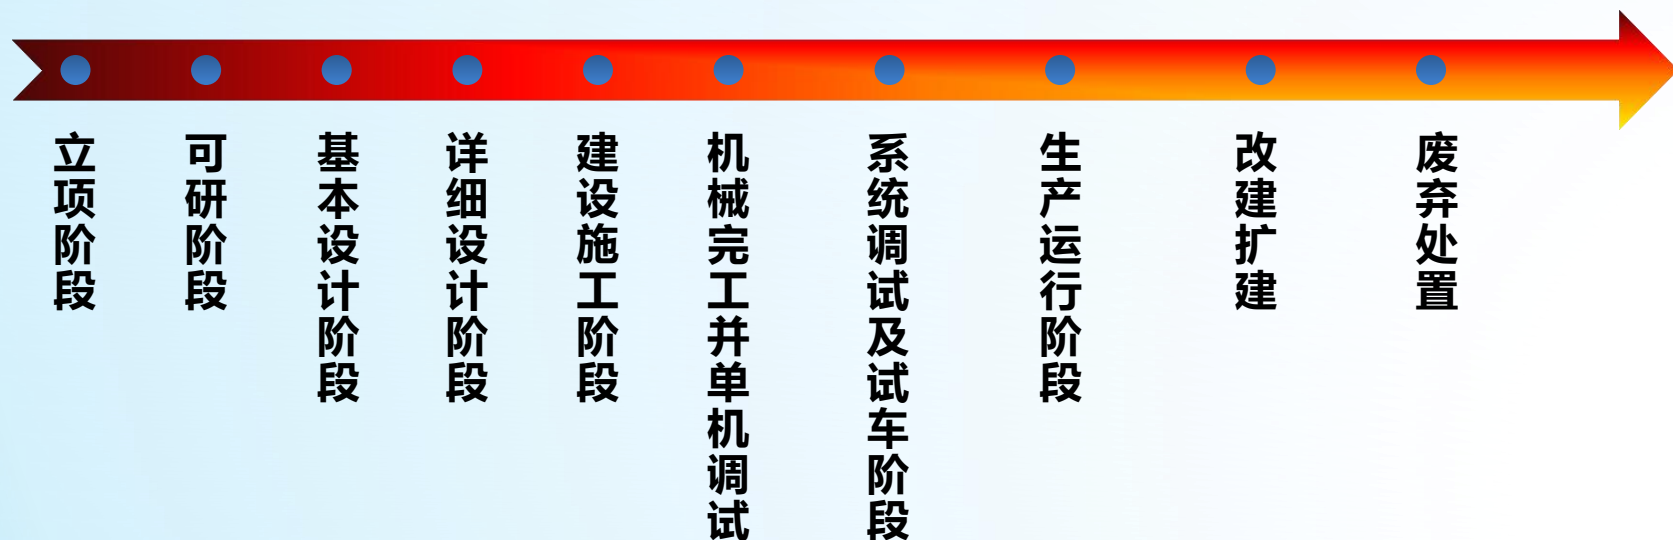 立项阶段
可研阶段
基本设计阶段
详细设计阶段
建设施工阶段
机械完工并单机调试
系统调试及试车阶段
生产运行阶段
改建扩建
废弃处置